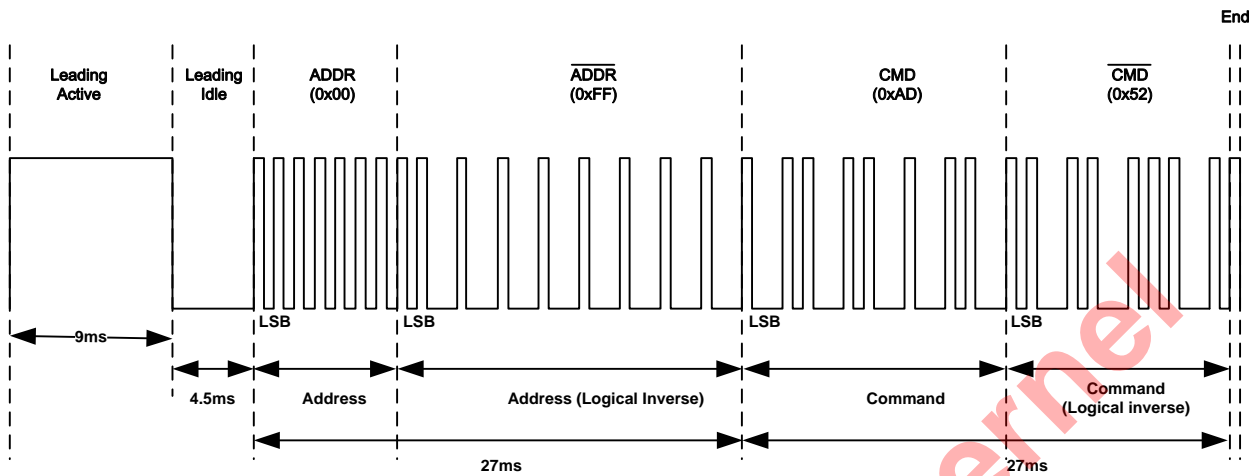 End
Leading
Active
Leading
Idle
ADDR
(0x00)
ADDR
(0xFF)
CMD
(0xAD)
CMD
(0x52)
LSB
LSB
LSB
LSB
9ms
4.5ms
Address
Address (Logical Inverse)
Command
Command
(Logical inverse)
27ms
27ms
ernel